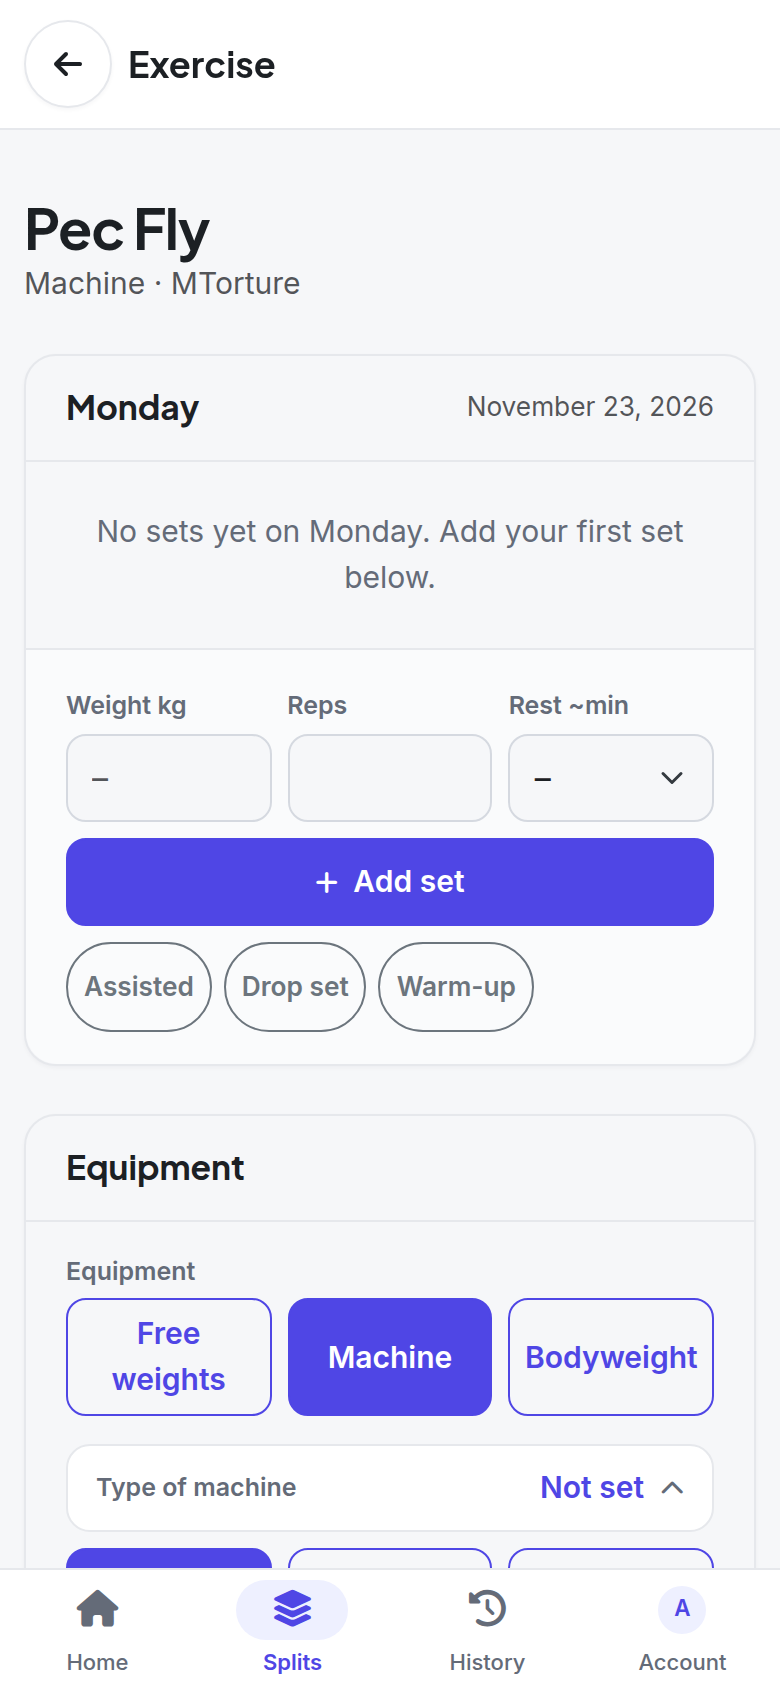 Exercise
Pec Fly
Machine · MTorture
Monday
November 23, 2026
No sets yet on Monday. Add your first set
below.
Weight kg
Reps
Rest ~min
–
–
+ Add set
Assisted
Drop set
Warm-up
Equipment
Equipment
Free
weights
Machine
Bodyweight
Type of machine
Not set
Home
Splits
History
A
Account